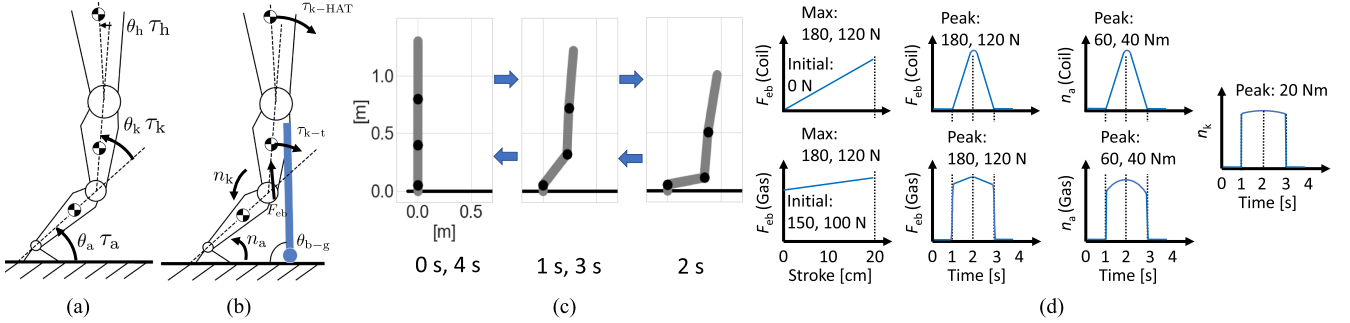 θh τh
θk τk
θa τa
(a)
τk−HAT
τk−t
nk
Feb
na
θb−g
(b)
1.0
0.5
0.0
[m]
0.0 0.5
[m]
0 s, 4 s
1 s, 3 s
2 s
(c)
Max:
180, 120 N
Initial:
0 N
Feb (Coil)
Peak:
180, 120 N
Feb (Coil)
Peak:
60, 40 Nm
na (Coil)
Max:
180, 120 N
Initial:
150, 100 N
Feb (Gas)
0 10 20
Stroke [cm]
Peak:
180, 120 N
Feb (Gas)
0 1 2 3 4
Time [s]
Peak:
60, 40 Nm
na (Gas)
0 1 2 3 4
Time [s]
Peak: 20 Nm
nk
0 1 2 3 4
Time [s]
(d)